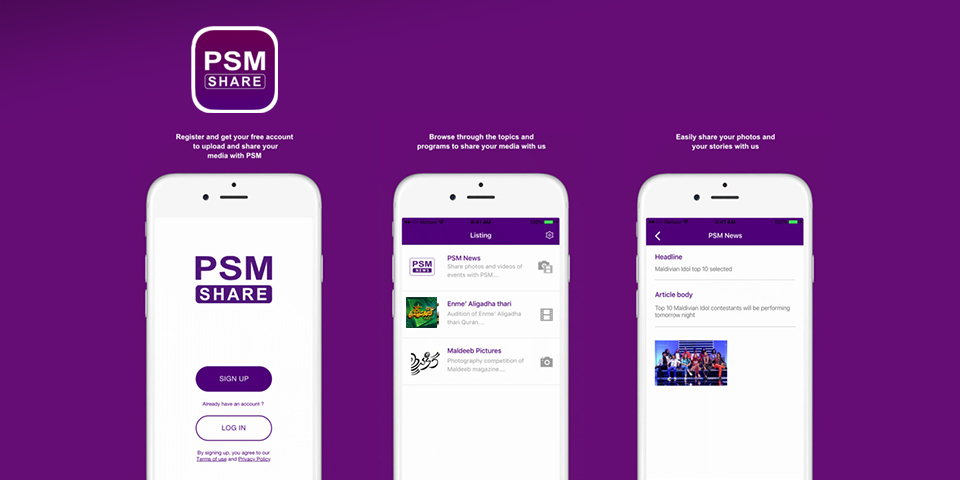 PSM
SHARE
Register and get your free account
to upload and share your
media with PSM
Browse through the topics and
programs to share your media with us
Easily share your photos and
your stories with us
PSM
SHARE
SIGN UP
Already have an account ?
LOG IN
By signing up, you agree to our
Terms of use and Privacy Policy
9:41 AM
Listing
PSM
NEWS
PSM News
Share photos and videos of
events with PSM....
Enme' Aligadha thari
Audition of Enme' Aligadha
thari Quran....
Maldeeb Pictures
Photography competition of
Maldeeb magazine....
9:41 AM
PSM News
Headline
Maldivian Idol top 10 selected
Article body
Top 10 Maldivian Idol contestants will be performing
tomorrow night